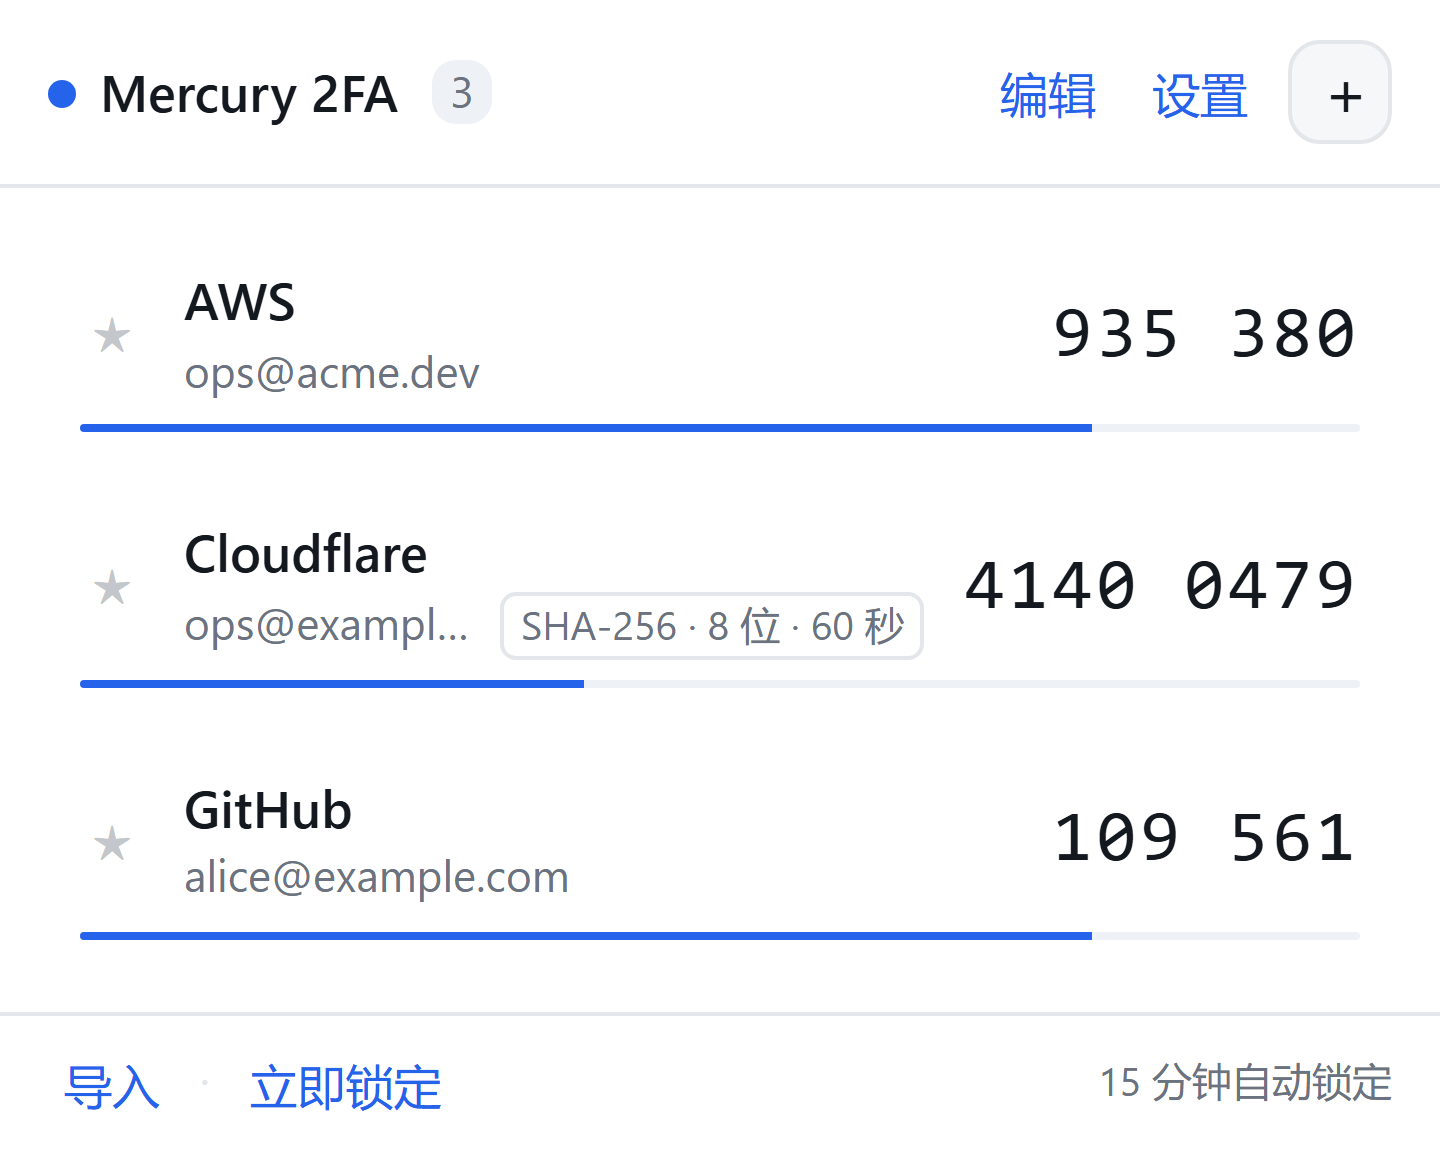 Mercury 2FA 3 编辑 设置 +
AWS
ops@acme.dev
935 380
Cloudflare
ops@exampl... SHA-256 · 8 位 · 60 秒
4140 0479
GitHub
alice@example.com
109 561
导入 · 立即锁定 15 分钟自动锁定